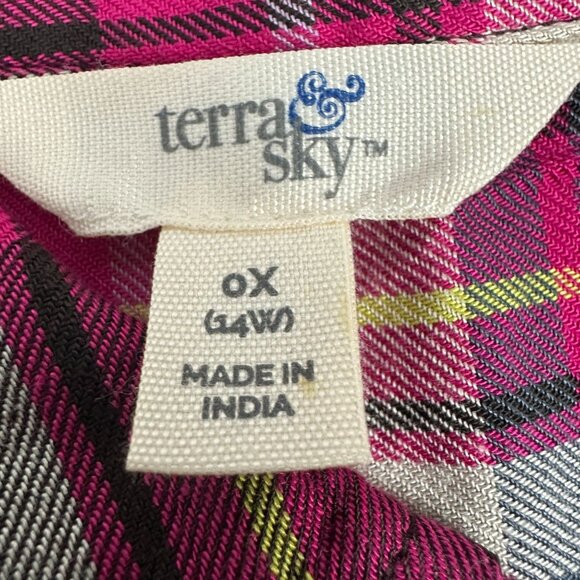 terra &
sky™
0X
(14W)
MADE IN
INDIA